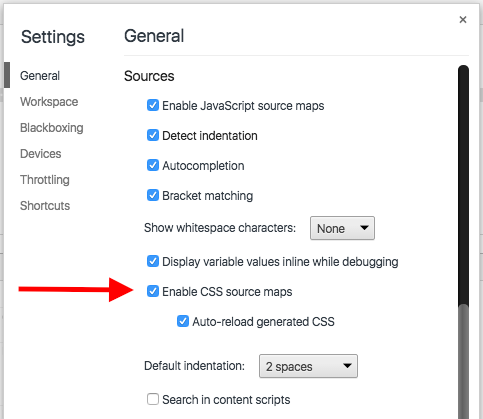 Settings
General
Workspace
Blackboxing
Devices
Throttling
Shortcuts
General
×
Sources
Enable JavaScript source maps
Detect indentation
Autocompletion
Bracket matching
Show whitespace characters: None
Display variable values inline while debugging
Enable CSS source maps
Auto-reload generated CSS
Default indentation: 2 spaces
Search in content scripts